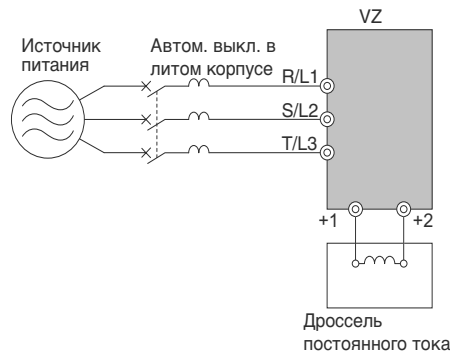 VZ
Источник
питания
Автом. выкл. в
литом корпусе
R/L1
S/L2
T/L3
+1
+2
Дроссель
постоянного тока